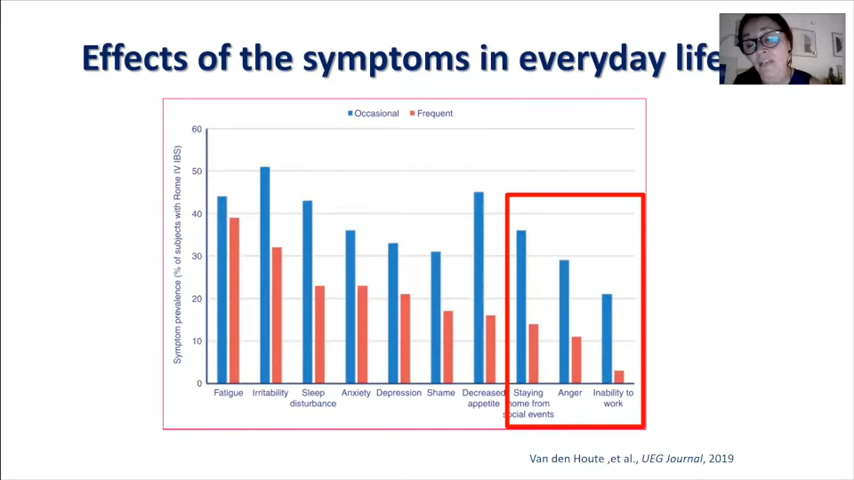 Effects of the symptoms in everyday life
Occasional Frequent
Symptom prevalence (% of subjects with Rome IV IBS)
60
50
40
30
20
10
0
Fatigue Irritability Sleep Anxiety Depression Shame Decreased Staying Anger Inability to
disturbance appetite home from work
social events
Van den Houte ,et al., UEG Journal, 2019